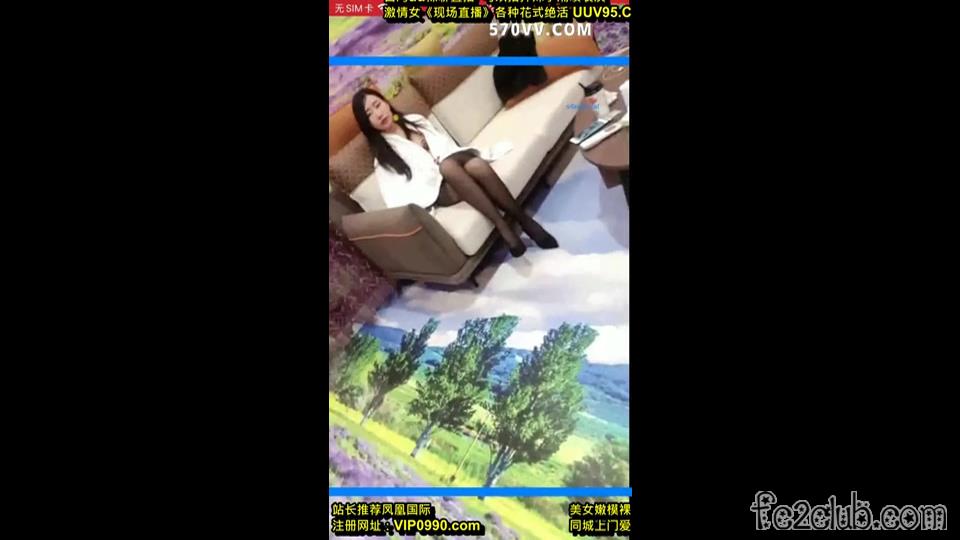 无SIM卡
激情女《现场直播》各种花式绝活 UUV95.C
570VV.COM
站长推荐凤凰国际
注册网址：VIP0990.com
美女嫩模裸
同城上门爱
fc2club.com